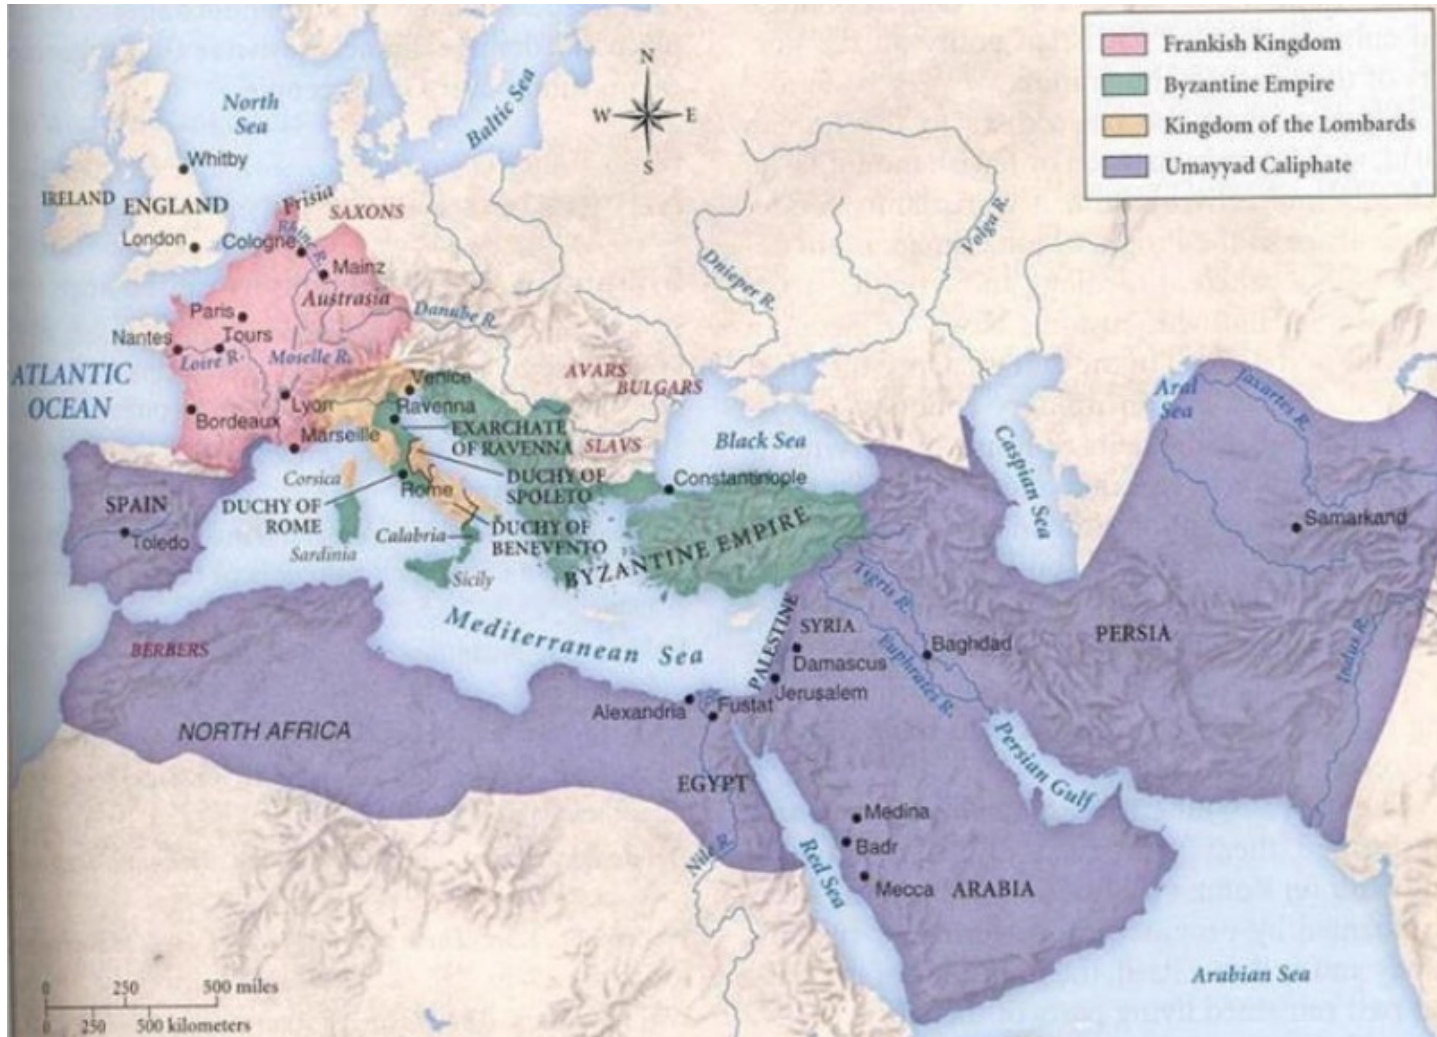 Frankish Kingdom
Byzantine Empire
Kingdom of the Lombards
Umayyad Caliphate
N
W
E
S
North
Sea
Baltic Sea
Whitby
IRELAND
ENGLAND
London
Frisia
SAXONS
Rhine R.
Cologne
Mainz
Austrasia
Paris
Nantes
Tours
Loire R.
Moselle R.
Danube R.
Dnieper R.
Volga R.
ATLANTIC
OCEAN
Bordeaux
Lyon
Marseille
Venice
Ravenna
EXARCHATE
OF RAVENNA
AVARS
BULGARS
SLAVS
Black Sea
Caspian Sea
Aral
Sea
Jaxartes R.
Samarkand
Corsica
DUCHY OF
ROME
Rome
DUCHY OF
SPOLETO
Constantinople
SPAIN
Toledo
Sardinia
Calabria
DUCHY OF
BENEVENTO
Sicily
BYZANTINE EMPIRE
Mediterranean Sea
BERBERS
NORTH AFRICA
PALESTINE
SYRIA
Damascus
Jerusalem
Tigris R.
Euphrates R.
Baghdad
PERSIA
Indus R.
Alexandria
Fustat
EGYPT
Nile R.
Persian Gulf
Red Sea
Medina
Badr
Mecca
ARABIA
Arabian Sea
0 250 500 miles
0 250 500 kilometers